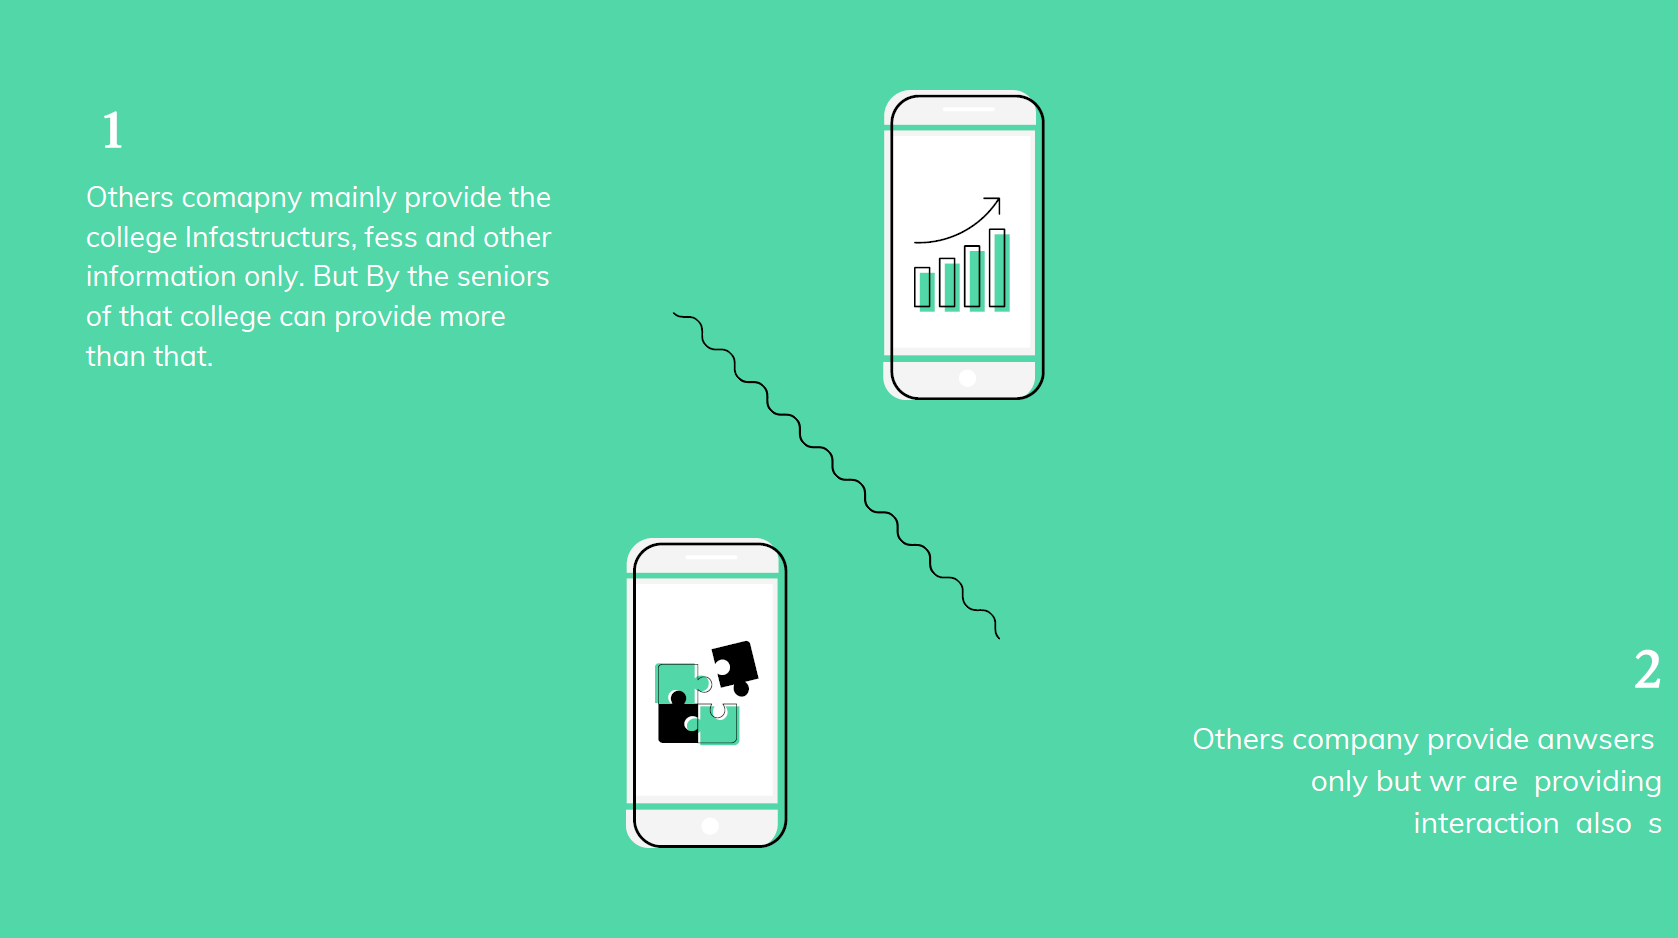 1
Others comapny mainly provide the
college Infastructurs, fess and other
information only. But By the seniors
of that college can provide more
than that.
2
Others company provide anwsers
only but wr are  providing
interaction  also  s